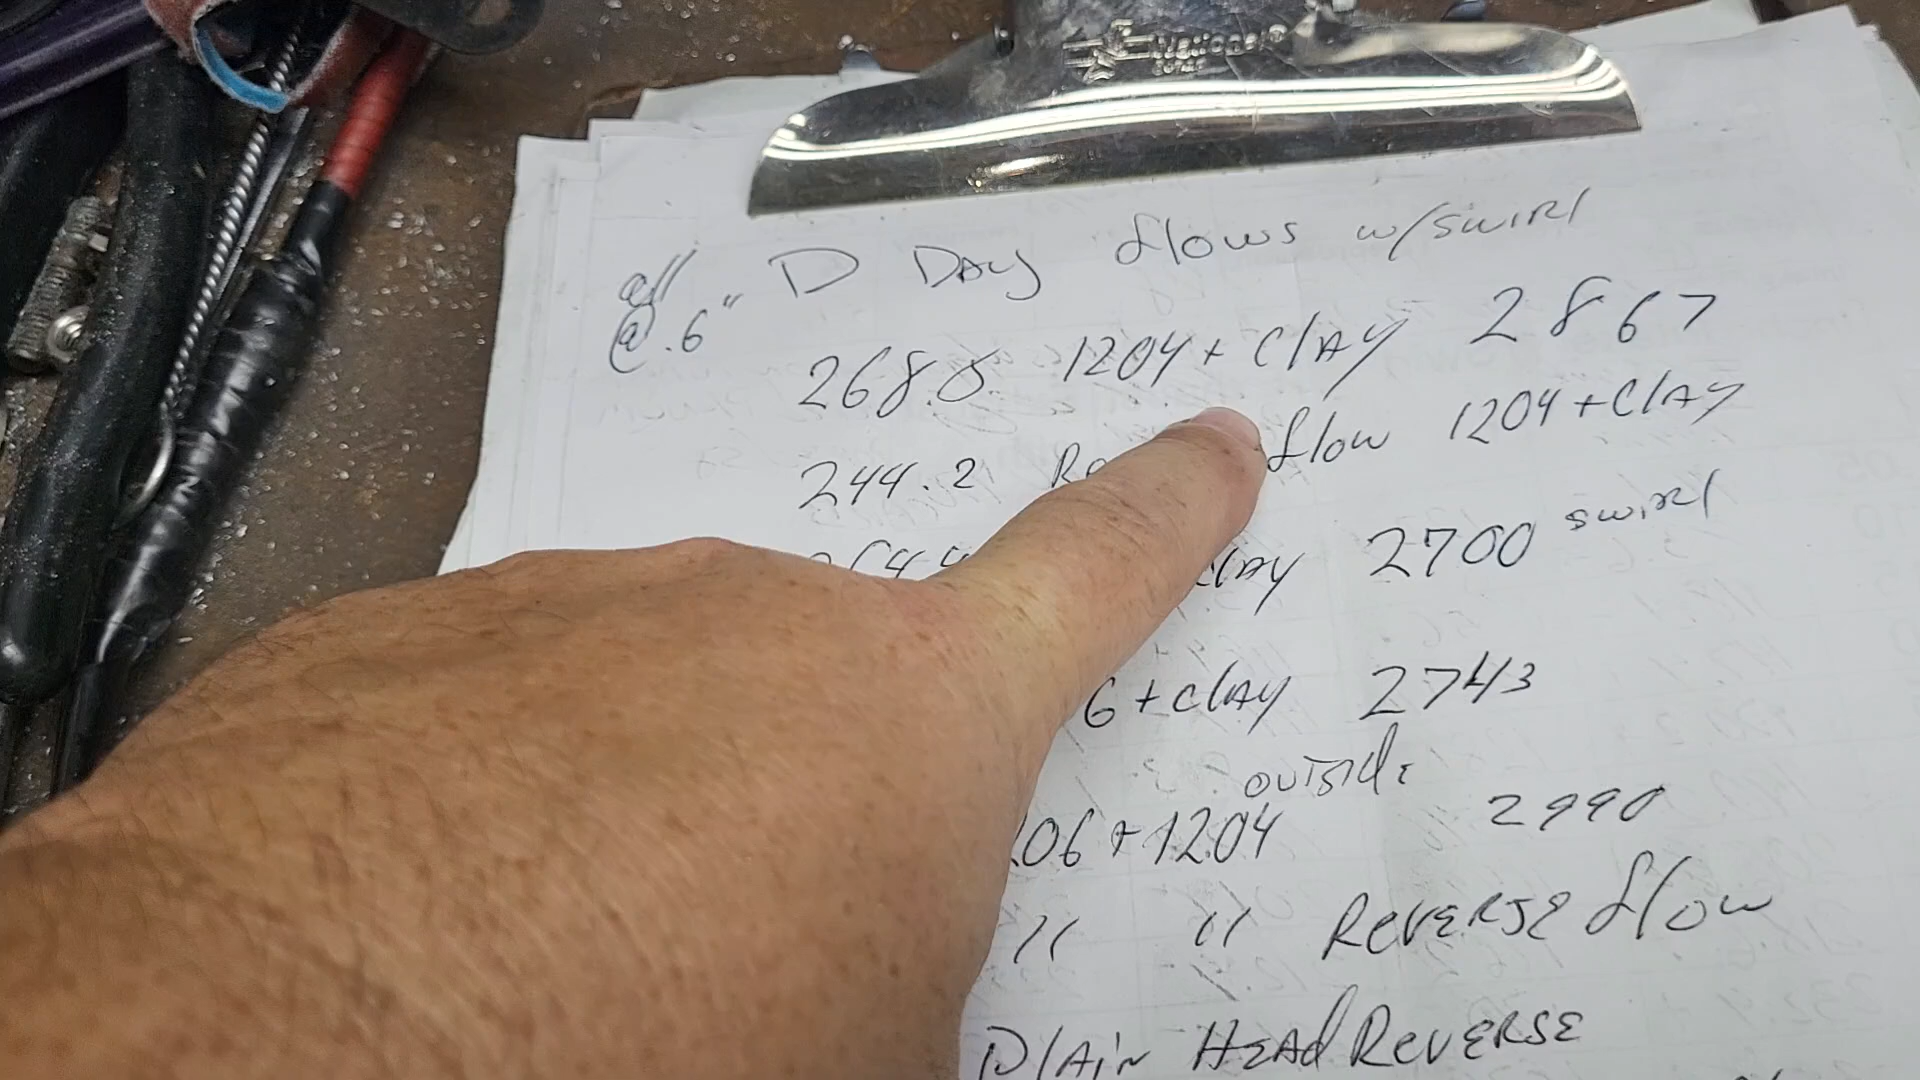 National
all "D DAY flows w/swirl
@.6"
268.0 1204 + Clay 2867
244.2 flow 1204 + Clay
Clay 2700 swirl
6 + Clay 2743
outside
06 + 1204 2990
" " Reverse flow
Plain Head Reverse